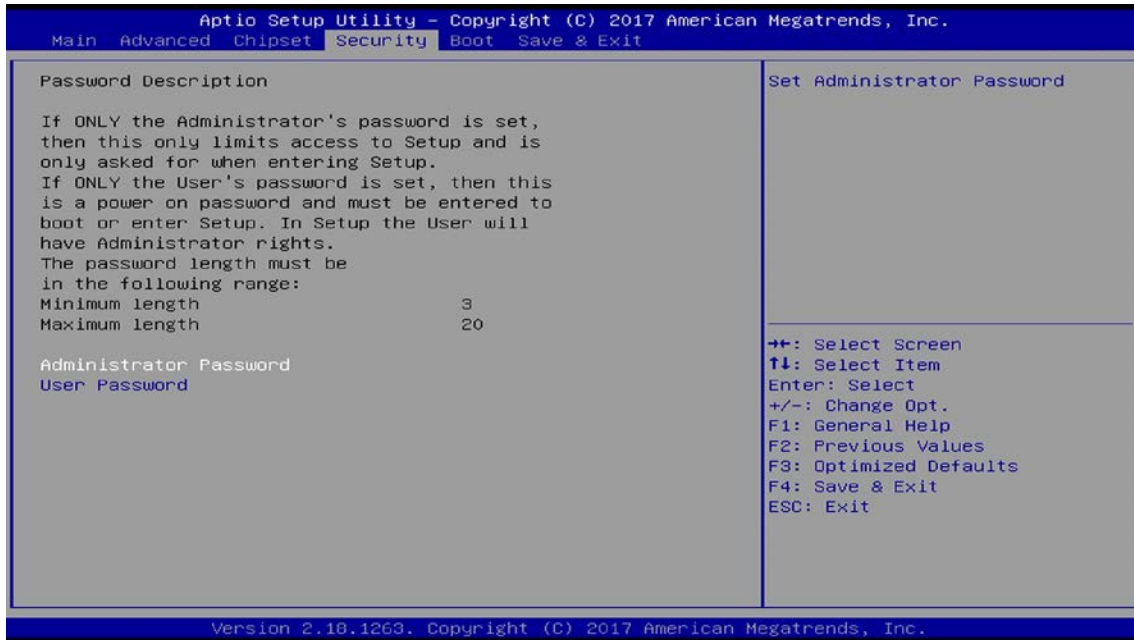 Aptio Setup Utility – Copyright (C) 2017 American Megatrends, Inc.
Main Advanced Chipset Security Boot Save & Exit
Password Description
If ONLY the Administrator's password is set,
then this only limits access to Setup and is
only asked for when entering Setup.
If ONLY the User's password is set, then this
is a power on password and must be entered to
boot or enter Setup. In Setup the User will
have Administrator rights.
The password length must be
in the following range:
Minimum length 3
Maximum length 20
Administrator Password
User Password
Set Administrator Password
→←: Select Screen
↑↓: Select Item
Enter: Select
+/-: Change Opt.
F1: General Help
F2: Previous Values
F3: Optimized Defaults
F4: Save & Exit
ESC: Exit
Version 2.18.1263. Copyright (C) 2017 American Megatrends, Inc.